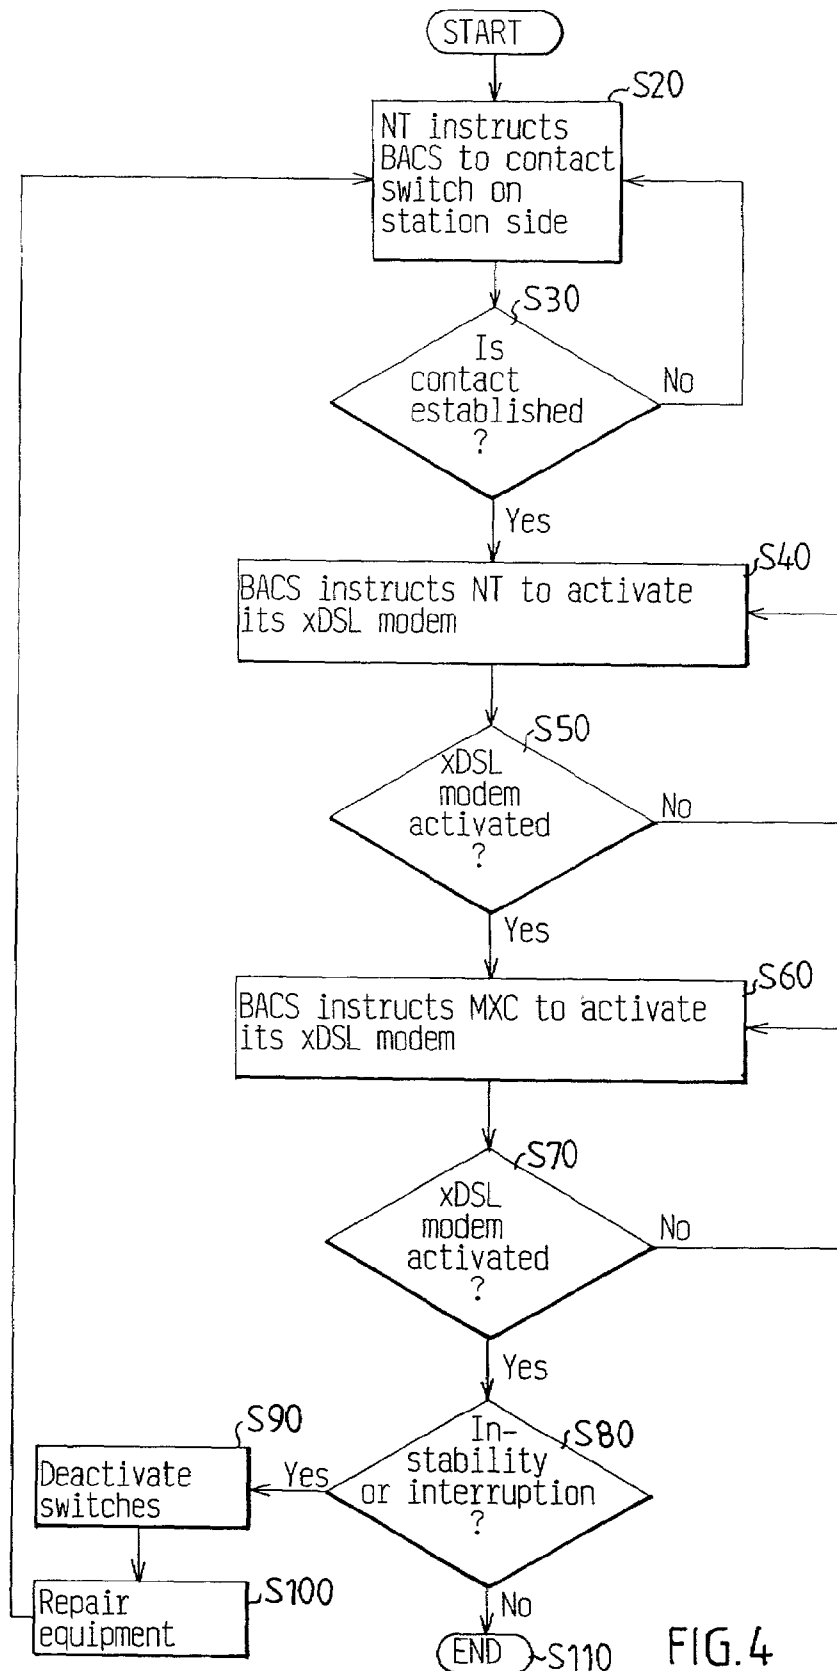 START
S20
NT instructs
BACS to contact
switch on
station side
S30
Is
contact
established
?
No
Yes
S40
BACS instructs NT to activate
its xDSL modem
S50
xDSL
modem
activated
?
No
Yes
S60
BACS instructs MXC to activate
its xDSL modem
S70
xDSL
modem
activated
?
No
Yes
S80
In-
stability
or interruption
?
Yes
S90
Deactivate
switches
S100
Repair
equipment
No
END
S110
FIG.4